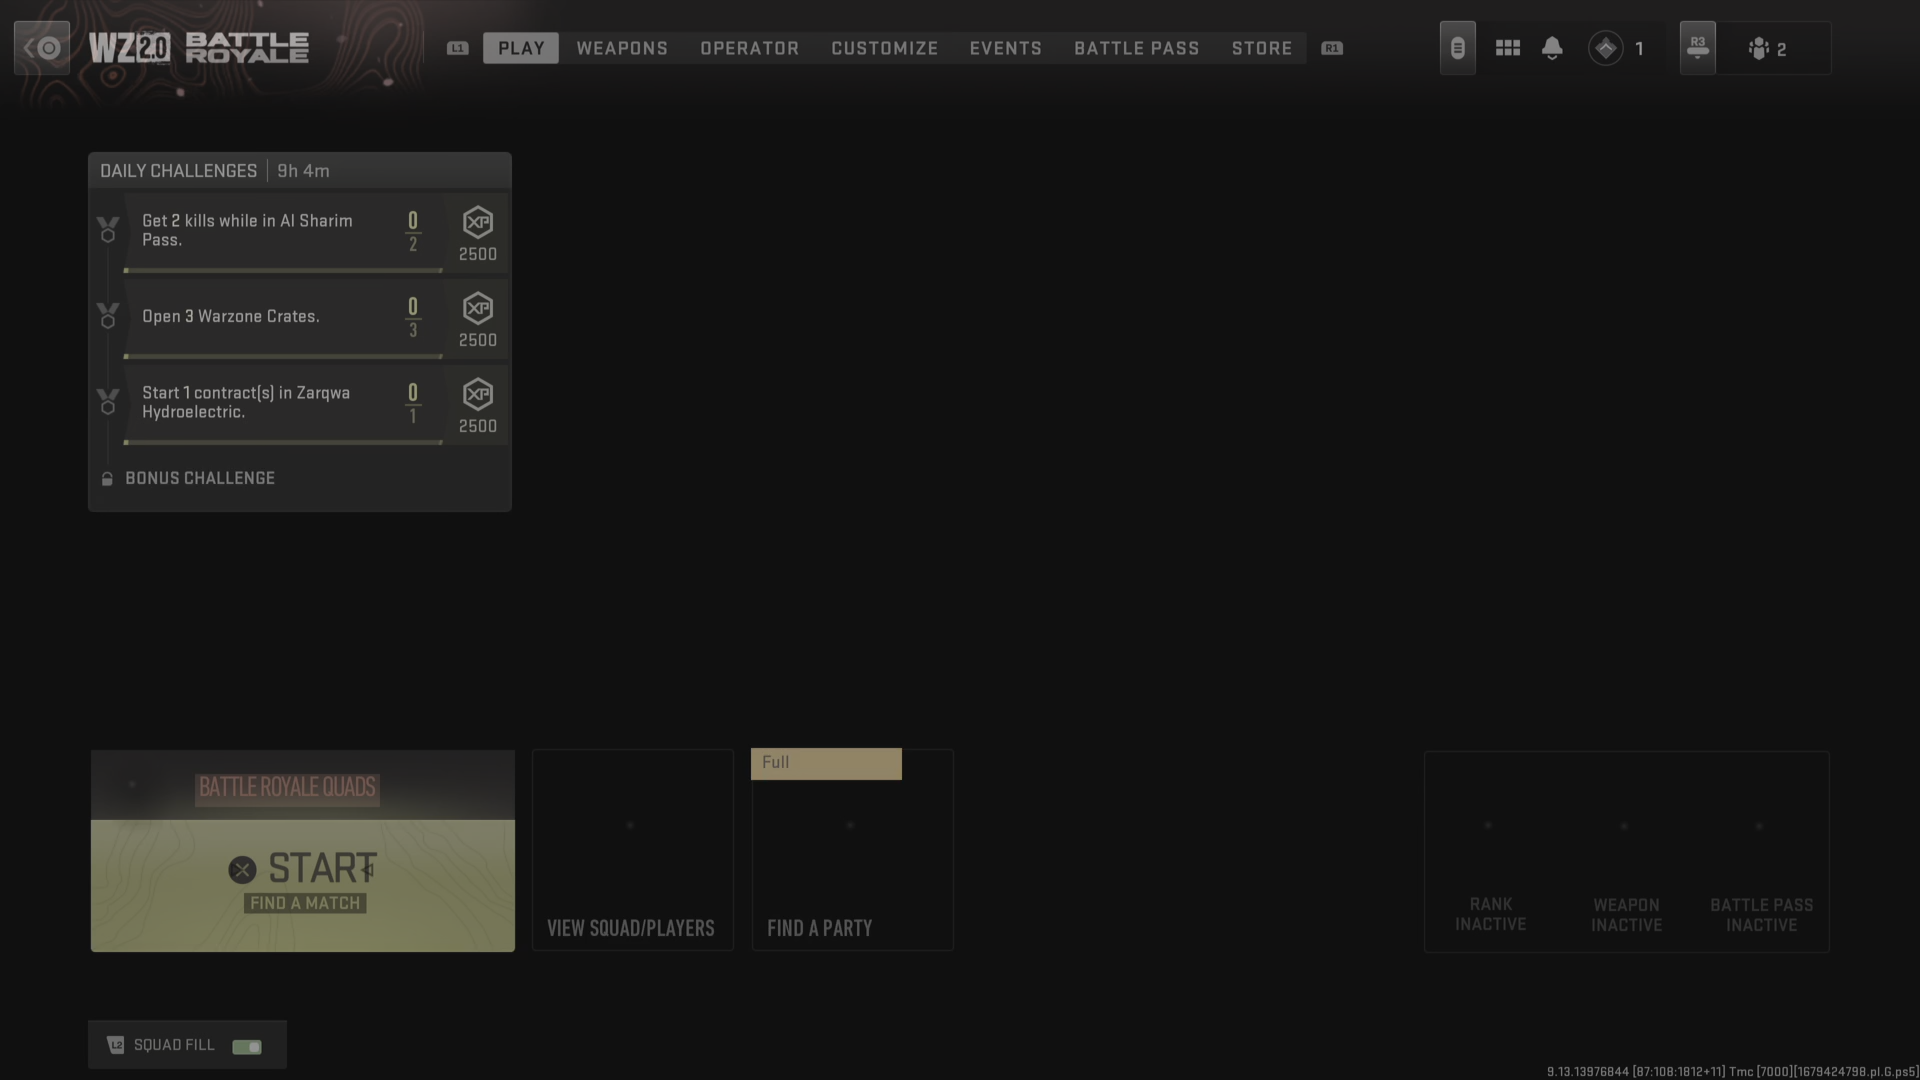 WZ2.0 BATTLE ROYALE
L1 PLAY WEAPONS OPERATOR CUSTOMIZE EVENTS BATTLE PASS STORE R1
1
R3
2
DAILY CHALLENGES 9h 4m
Get 2 kills while in Al Sharim
Pass.
0
2
XP
2500
Open 3 Warzone Crates.
0
3
XP
2500
Start 1 contract(s) in Zarqwa
Hydroelectric.
0
1
XP
2500
BONUS CHALLENGE
BATTLE ROYALE QUADS
START
FIND A MATCH
VIEW SQUAD/PLAYERS
Full
FIND A PARTY
RANK
INACTIVE
WEAPON
INACTIVE
BATTLE PASS
INACTIVE
L2 SQUAD FILL
9.13.13976844 [87:108:1812+11] Tmc [7000][1679424798.pl.G.ps5]